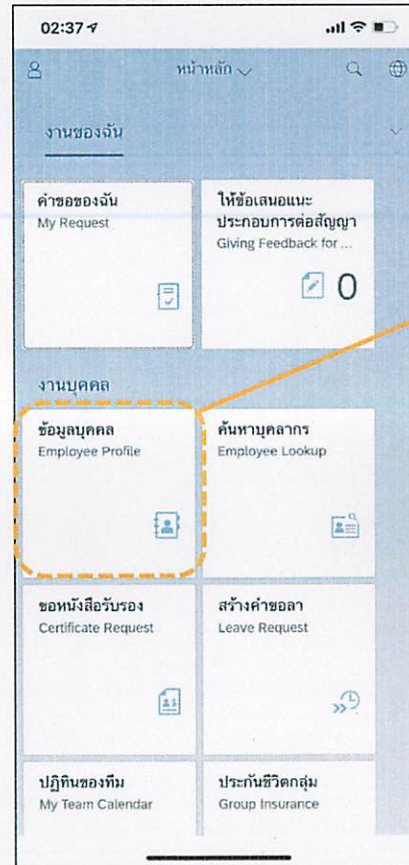 02:37
หน้าหลัก
งานของฉัน
คำขอของฉัน
My Request
ให้ข้อเสนอแนะ
ประกอบการต่อสัญญา
Giving Feedback for ...
0
งานบุคคล
ข้อมูลบุคคล
Employee Profile
ค้นหาบุคลากร
Employee Lookup
ขอหนังสือรับรอง
Certificate Request
สร้างคำขอลา
Leave Request
ปฏิทินของทีม
My Team Calendar
ประกันชีวิตกลุ่ม
Group Insurance